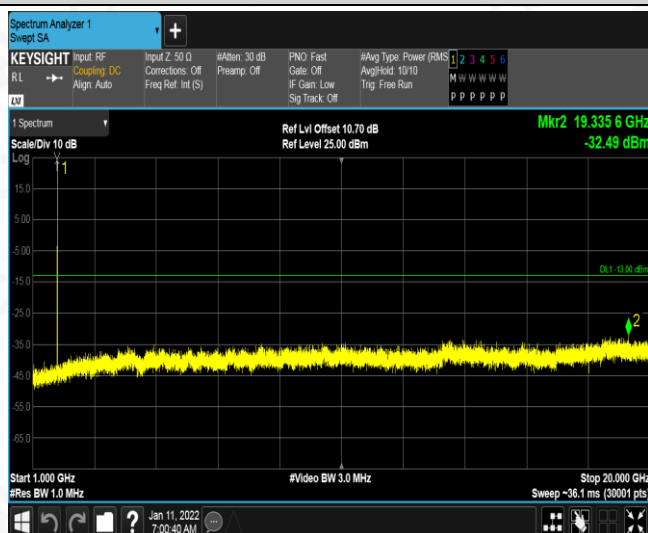 Spectrum Analyzer 1
Swept SA
+
KEYSIGHT
R L
Input: RF
Coupling: DC
Align: Auto
Input Z: 50 Ω
Corrections: Off
Freq Ref: Int (S)
#Atten: 30 dB
Preamp: Off
PNO: Fast
Gate: Off
IF Gain: Low
Sig Track: Off
#Avg Type: Power (RMS
Avg|Hold: 10/10
Trig: Free Run
1 2 3 4 5 6
M W W W W W
P P P P P P
LXI
1 Spectrum
Scale/Div 10 dB
Ref Lvl Offset 10.70 dB
Ref Level 25.00 dBm
Mkr2 19.335 6 GHz
-32.49 dBm
Log
1
15.0
5.00
-5.00
DL1 -13.00 dBm
-15.0
-25.0
2
-35.0
-45.0
-55.0
-65.0
Start 1.000 GHz
#Res BW 1.0 MHz
#Video BW 3.0 MHz
Stop 20.000 GHz
Sweep ~36.1 ms (30001 pts)
?
Jan 11, 2022
7:00:40 AM